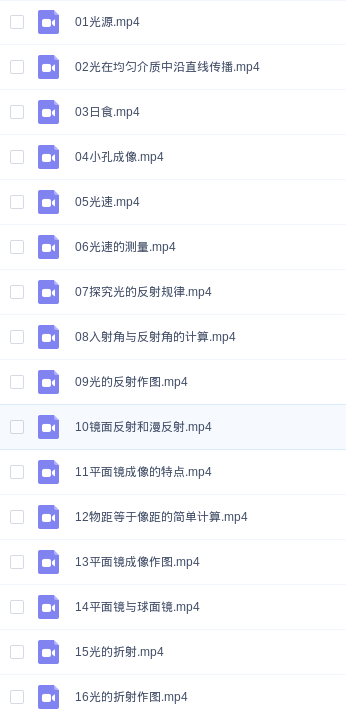 01光源.mp4
02光在均匀介质中沿直线传播.mp4
03日食.mp4
04小孔成像.mp4
05光速.mp4
06光速的测量.mp4
07探究光的反射规律.mp4
08入射角与反射角的计算.mp4
09光的反射作图.mp4
10镜面反射和漫反射.mp4
11平面镜成像的特点.mp4
12物距等于像距的简单计算.mp4
13平面镜成像作图.mp4
14平面镜与球面镜.mp4
15光的折射.mp4
16光的折射作图.mp4